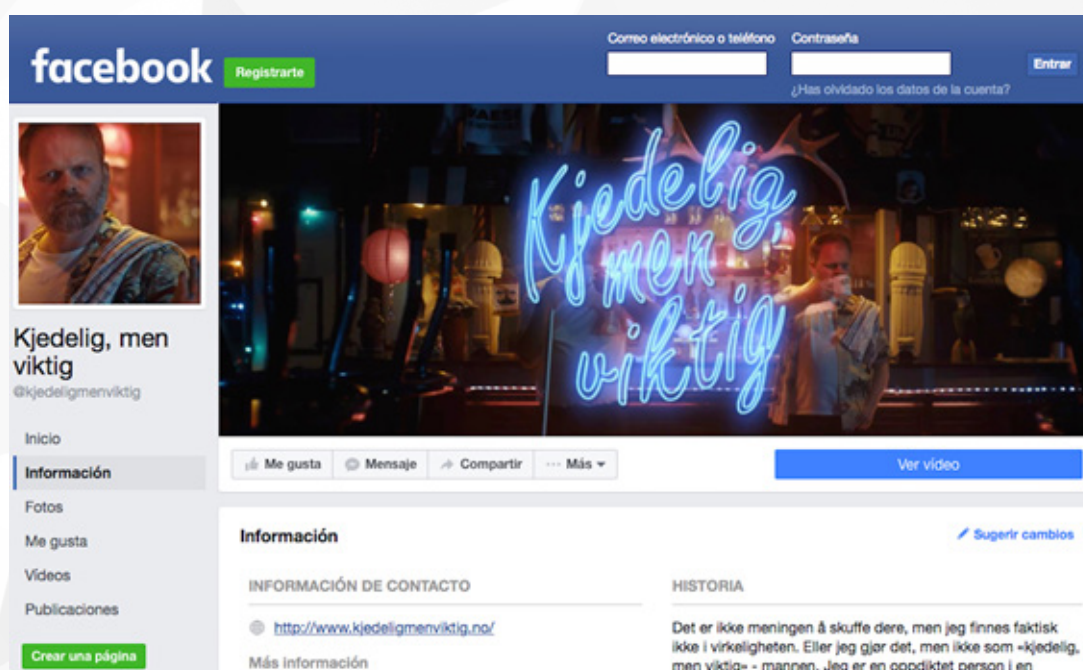 facebook
Registrarte
Correo electrónico o teléfono
Contraseña
Entrar
¿Has olvidado los datos de la cuenta?
Kjedelig,
men
viktig
Kjedelig, men
viktig
@kjedeligmenviktig
Inicio
Información
Fotos
Me gusta
Vídeos
Publicaciones
Crear una página
Me gusta
Mensaje
Compartir
Más
Ver vídeo
Información
Sugerir cambios
INFORMACIÓN DE CONTACTO
http://www.kjedeligmenviktig.no/
Más información
HISTORIA
Det er ikke meningen å skuffe dere, men jeg finnes faktisk
ikke i virkeligheten. Eller jeg gjør det, men ikke som «kjedelig,
men viktig» - mannen. Jeg er en oppdiktet person i en